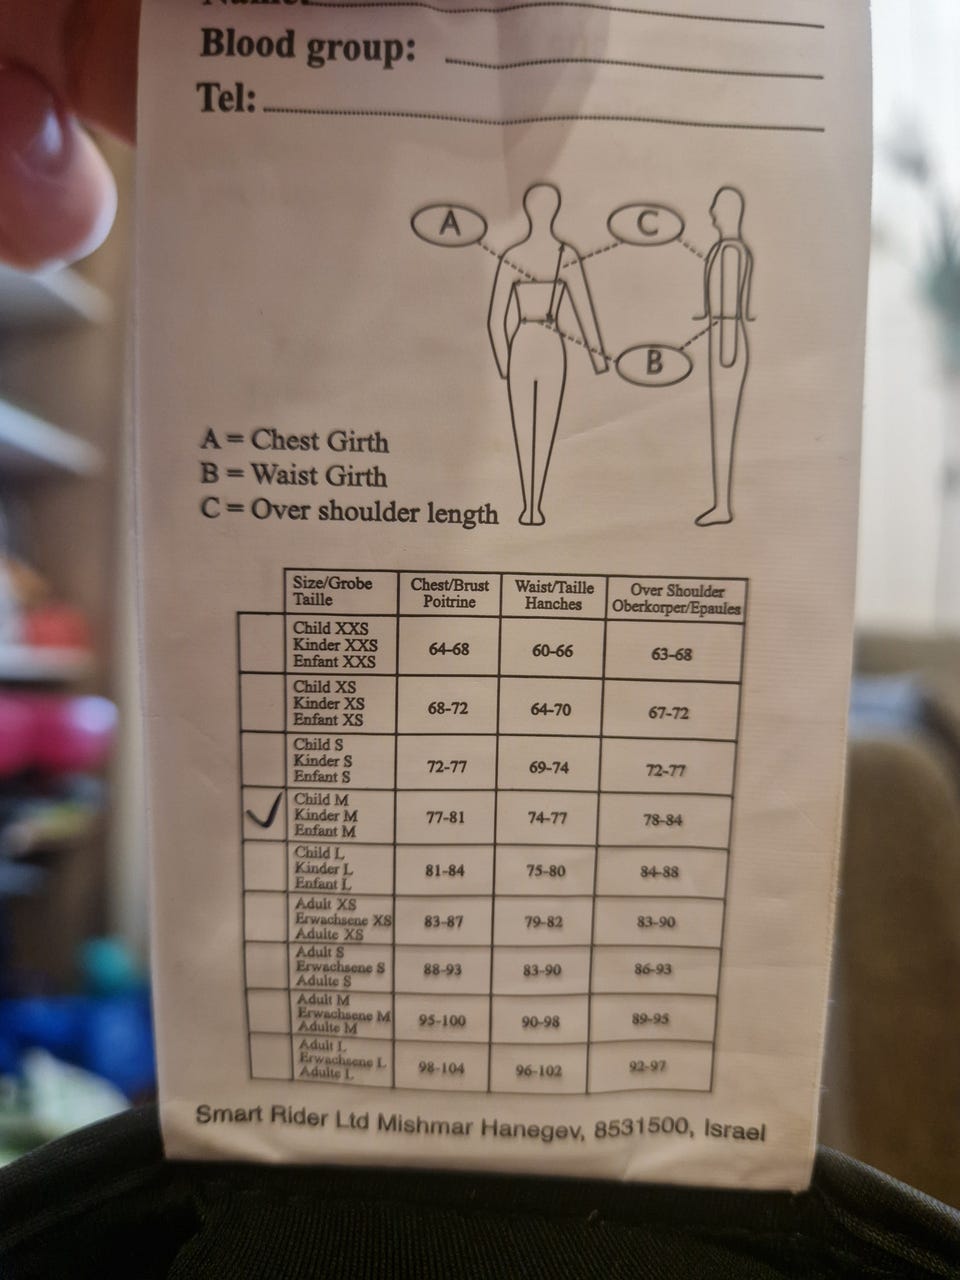 Name:
Blood group:
Tel:
A
C
B
A = Chest Girth
B = Waist Girth
C = Over shoulder length
Size/Grobe Taille
Chest/Brust Poitrine
Waist/Taille Hanches
Over Shoulder Oberkorper/Epaules
Child XXS
Kinder XXS
Enfant XXS
64-68
60-66
63-68
Child XS
Kinder XS
Enfant XS
68-72
64-70
67-72
Child S
Kinder S
Enfant S
72-77
69-74
72-77
Child M
Kinder M
Enfant M
77-81
74-77
78-84
Child L
Kinder L
Enfant L
81-84
75-80
84-88
Adult XS
Erwachsene XS
Adulte XS
83-87
79-82
83-90
Adult S
Erwachsene S
Adulte S
88-93
83-90
86-93
Adult M
Erwachsene M
Adulte M
95-100
90-98
89-95
Adult L
Erwachsene L
Adulte L
98-104
96-102
92-97
Smart Rider Ltd Mishmar Hanegev, 8531500, Israel